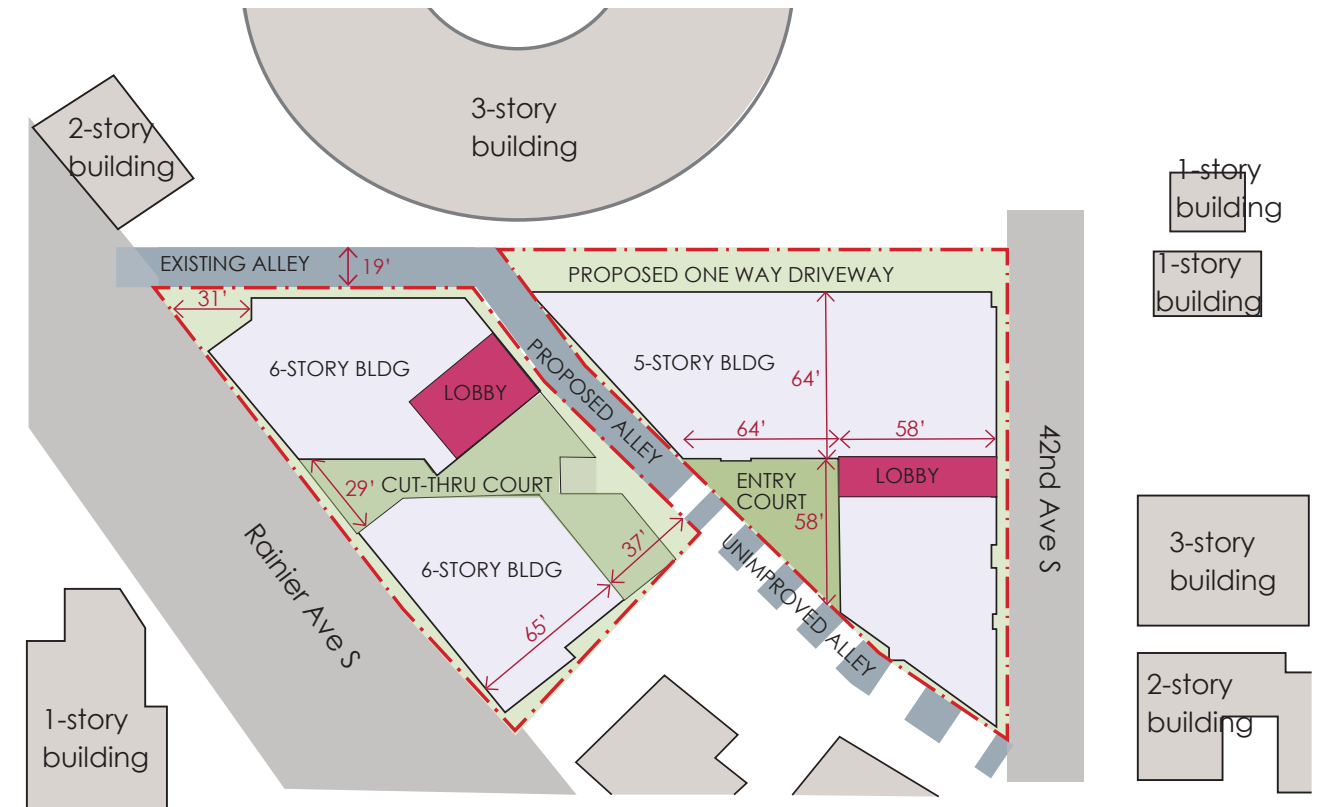 3-story
building
2-story
building
1-story
building
1-story
building
EXISTING ALLEY
19'
PROPOSED ONE WAY DRIVEWAY
31'
6-STORY BLDG
LOBBY
PROPOSED ALLEY
5-STORY BLDG
64'
64'
58'
42nd Ave S
29'
CUT-THRU COURT
ENTRY
COURT
LOBBY
58'
37'
UNIMPROVED ALLEY
Rainier Ave S
6-STORY BLDG
65'
3-story
building
2-story
building
1-story
building